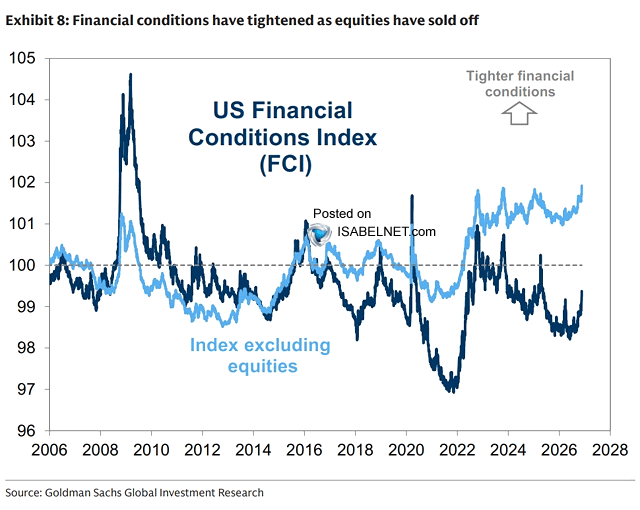 Exhibit 8: Financial conditions have tightened as equities have sold off
105
104
103
102
101
100
99
98
97
96
Tighter financial
conditions
US Financial
Conditions Index
(FCI)
Posted on
ISABELNET.com
Index excluding
equities
2006 2008 2010 2012 2014 2016 2018 2020 2022 2024 2026 2028
Source: Goldman Sachs Global Investment Research